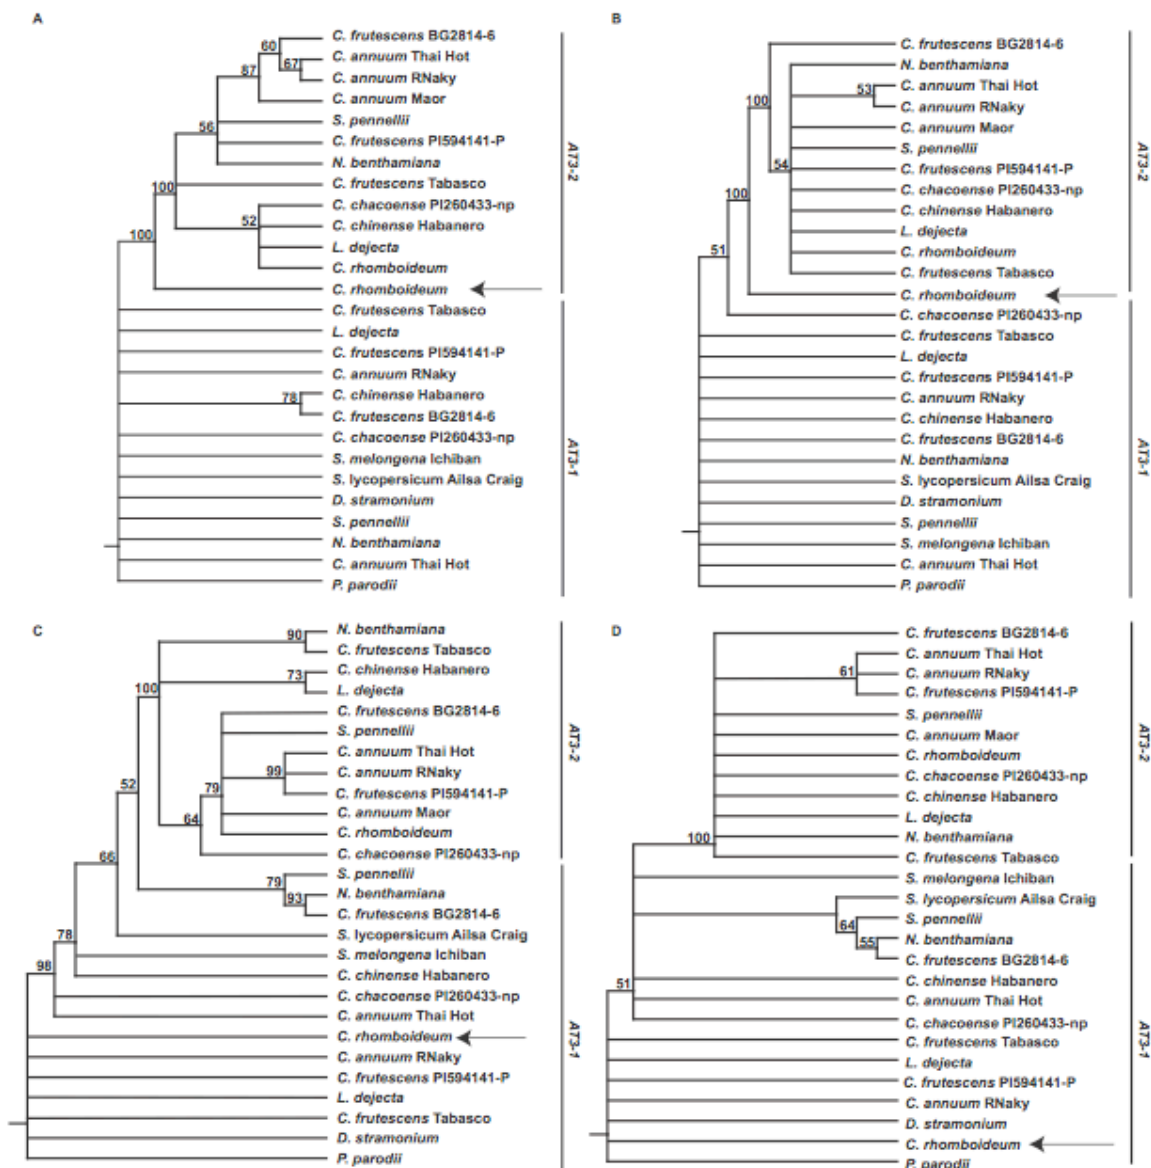 A
60
C. frutescens BG2814-6
C. annuum Thai Hot
67
C. annuum RNaky
87
C. annuum Maor
56
S. pennellii
C. frutescens PI594141-P
N. benthamiana
100
C. frutescens Tabasco
C. chacoense PI260433-np
52
C. chinense Habanero
100
L. dejecta
C. rhomboideum
C. rhomboideum
C. frutescens Tabasco
L. dejecta
C. frutescens PI594141-P
C. annuum RNaky
78
C. chinense Habanero
C. frutescens BG2814-6
C. chacoense PI260433-np
S. melongena Ichiban
S. lycopersicum Ailsa Craig
D. stramonium
S. pennellii
N. benthamiana
C. annuum Thai Hot
P. parodii
AT3-2
AT3-1
B
C. frutescens BG2814-6
N. benthamiana
53
C. annuum Thai Hot
C. annuum RNaky
100
C. annuum Maor
S. pennellii
54
C. frutescens PI594141-P
C. chacoense PI260433-np
100
C. chinense Habanero
L. dejecta
51
C. rhomboideum
C. frutescens Tabasco
C. rhomboideum
C. chacoense PI260433-np
C. frutescens Tabasco
L. dejecta
C. frutescens PI594141-P
C. annuum RNaky
C. chinense Habanero
C. frutescens BG2814-6
N. benthamiana
S. lycopersicum Ailsa Craig
D. stramonium
S. pennellii
S. melongena Ichiban
C. annuum Thai Hot
P. parodii
AT3-2
AT3-1
C
90
N. benthamiana
C. frutescens Tabasco
73
C. chinense Habanero
L. dejecta
100
C. frutescens BG2814-6
S. pennellii
C. annuum Thai Hot
99
C. annuum RNaky
79
C. frutescens PI594141-P
52
C. annuum Maor
64
C. rhomboideum
C. chacoense PI260433-np
66
S. pennellii
79
N. benthamiana
93
C. frutescens BG2814-6
S. lycopersicum Ailsa Craig
78
S. melongena Ichiban
98
C. chinense Habanero
C. chacoense PI260433-np
C. annuum Thai Hot
C. rhomboideum
C. annuum RNaky
C. frutescens PI594141-P
L. dejecta
C. frutescens Tabasco
D. stramonium
P. parodii
AT3-2
AT3-1
D
C. frutescens BG2814-6
C. annuum Thai Hot
61
C. annuum RNaky
C. frutescens PI594141-P
S. pennellii
C. annuum Maor
C. rhomboideum
C. chacoense PI260433-np
C. chinense Habanero
L. dejecta
100
N. benthamiana
C. frutescens Tabasco
S. melongena Ichiban
S. lycopersicum Ailsa Craig
64
S. pennellii
55
N. benthamiana
C. frutescens BG2814-6
51
C. chinense Habanero
C. annuum Thai Hot
C. chacoense PI260433-np
C. frutescens Tabasco
L. dejecta
C. frutescens PI594141-P
C. annuum RNaky
D. stramonium
C. rhomboideum
P. parodii
AT3-2
AT3-1